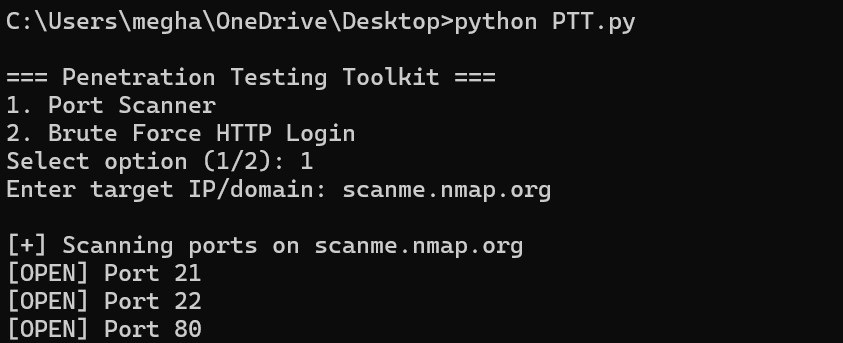 C:\Users\megha\OneDrive\Desktop>python PTT.py
=== Penetration Testing Toolkit ===
1. Port Scanner
2. Brute Force HTTP Login
Select option (1/2): 1
Enter target IP/domain: scanme.nmap.org
[+] Scanning ports on scanme.nmap.org
[OPEN] Port 21
[OPEN] Port 22
[OPEN] Port 80